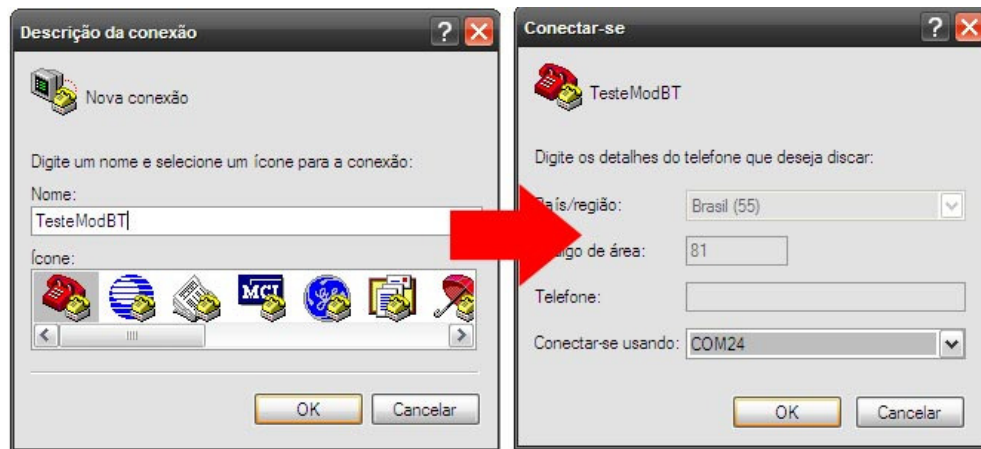 Descrição da conexão
Nova conexão
Digite um nome e selecione um ícone para a conexão:
Nome:
TesteModBT
Ícone:
MCI
OK
Cancelar
Conectar-se
TesteModBT
Digite os detalhes do telefone que deseja discar:
aís/região:
Brasil (55)
igo de área:
81
Telefone:
Conectar-se usando:
COM24
OK
Cancelar